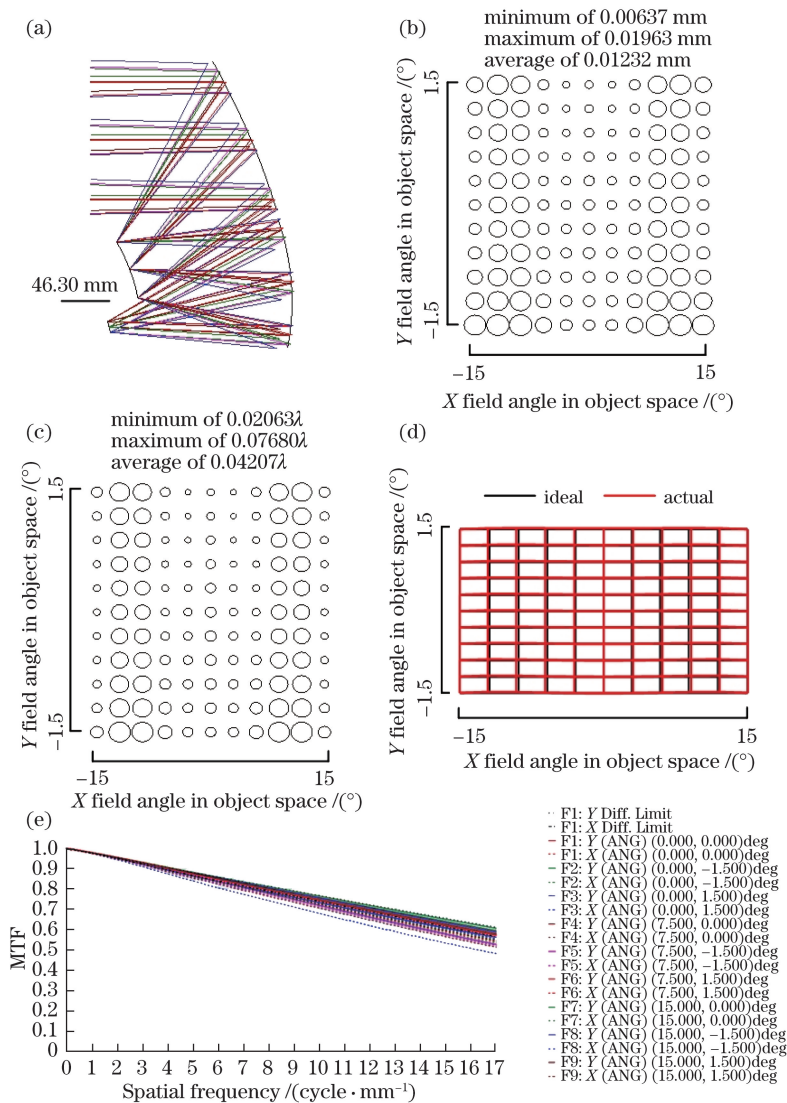 (a)
46.30 mm
(b)
minimum of 0.00637 mm
maximum of 0.01963 mm
average of 0.01232 mm
Y field angle in object space /(°)
1.5
−1.5
−15
15
X field angle in object space /(°)
(c)
minimum of 0.02063λ
maximum of 0.07680λ
average of 0.04207λ
Y field angle in object space /(°)
1.5
−1.5
−15
15
X field angle in object space /(°)
(d)
ideal
actual
Y field angle in object space /(°)
1.5
−1.5
−15
15
X field angle in object space /(°)
(e)
MTF
1.0
0.9
0.8
0.7
0.6
0.5
0.4
0.3
0.2
0.1
0
0 1 2 3 4 5 6 7 8 9 10 11 12 13 14 15 16 17
Spatial frequency /(cycle·mm⁻¹)
F1: Y Diff. Limit
F1: X Diff. Limit
F1: Y (ANG) (0.000, 0.000)deg
F1: X (ANG) (0.000, 0.000)deg
F2: Y (ANG) (0.000, −1.500)deg
F2: X (ANG) (0.000, −1.500)deg
F3: Y (ANG) (0.000, 1.500)deg
F3: X (ANG) (0.000, 1.500)deg
F4: Y (ANG) (7.500, 0.000)deg
F4: X (ANG) (7.500, 0.000)deg
F5: Y (ANG) (7.500, −1.500)deg
F5: X (ANG) (7.500, −1.500)deg
F6: Y (ANG) (7.500, 1.500)deg
F6: X (ANG) (7.500, 1.500)deg
F7: Y (ANG) (15.000, 0.000)deg
F7: X (ANG) (15.000, 0.000)deg
F8: Y (ANG) (15.000, −1.500)deg
F8: X (ANG) (15.000, −1.500)deg
F9: Y (ANG) (15.000, 1.500)deg
F9: X (ANG) (15.000, 1.500)deg